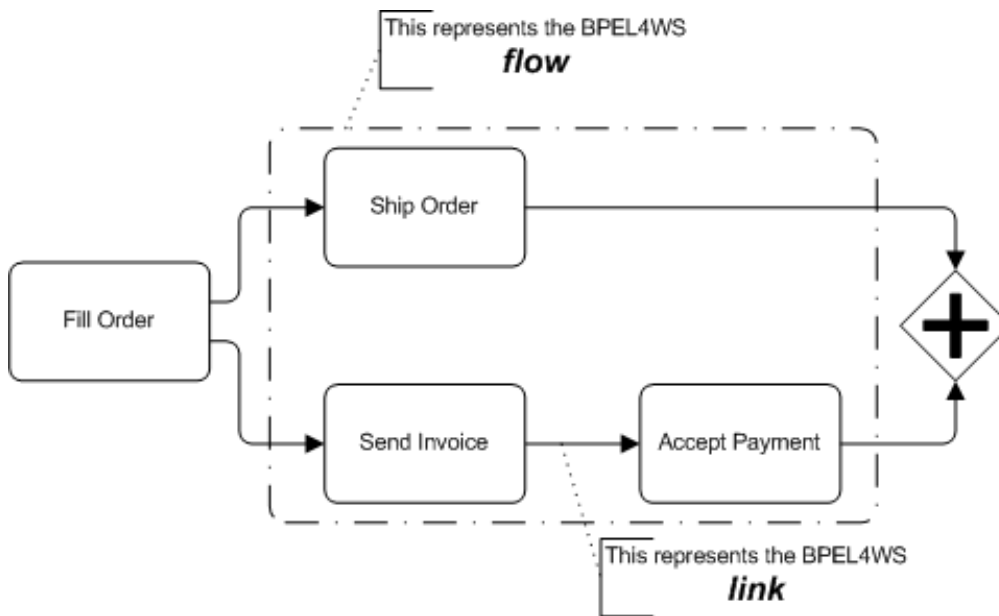 This represents the BPEL4WS
flow
Ship Order
Fill Order
Send Invoice
Accept Payment
This represents the BPEL4WS
link